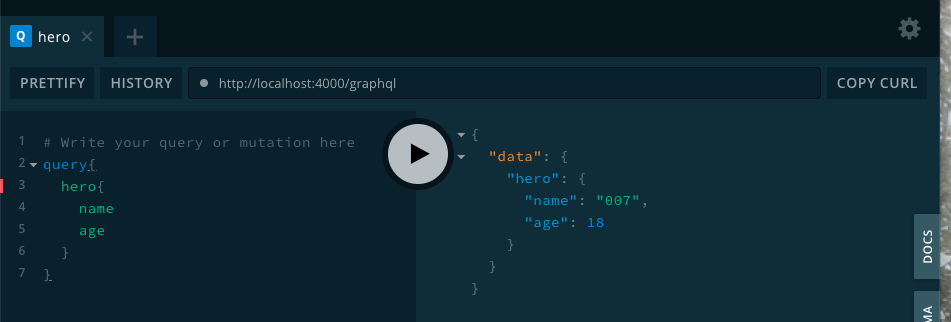 Q hero
PRETTIFY HISTORY http://localhost:4000/graphql COPY CURL
1 # Write your query or mutation here
2 query{
3 hero{
4 name
5 age
6 }
7 }
{
"data": {
"hero": {
"name": "007",
"age": 18
}
}
}
DOCS
MA